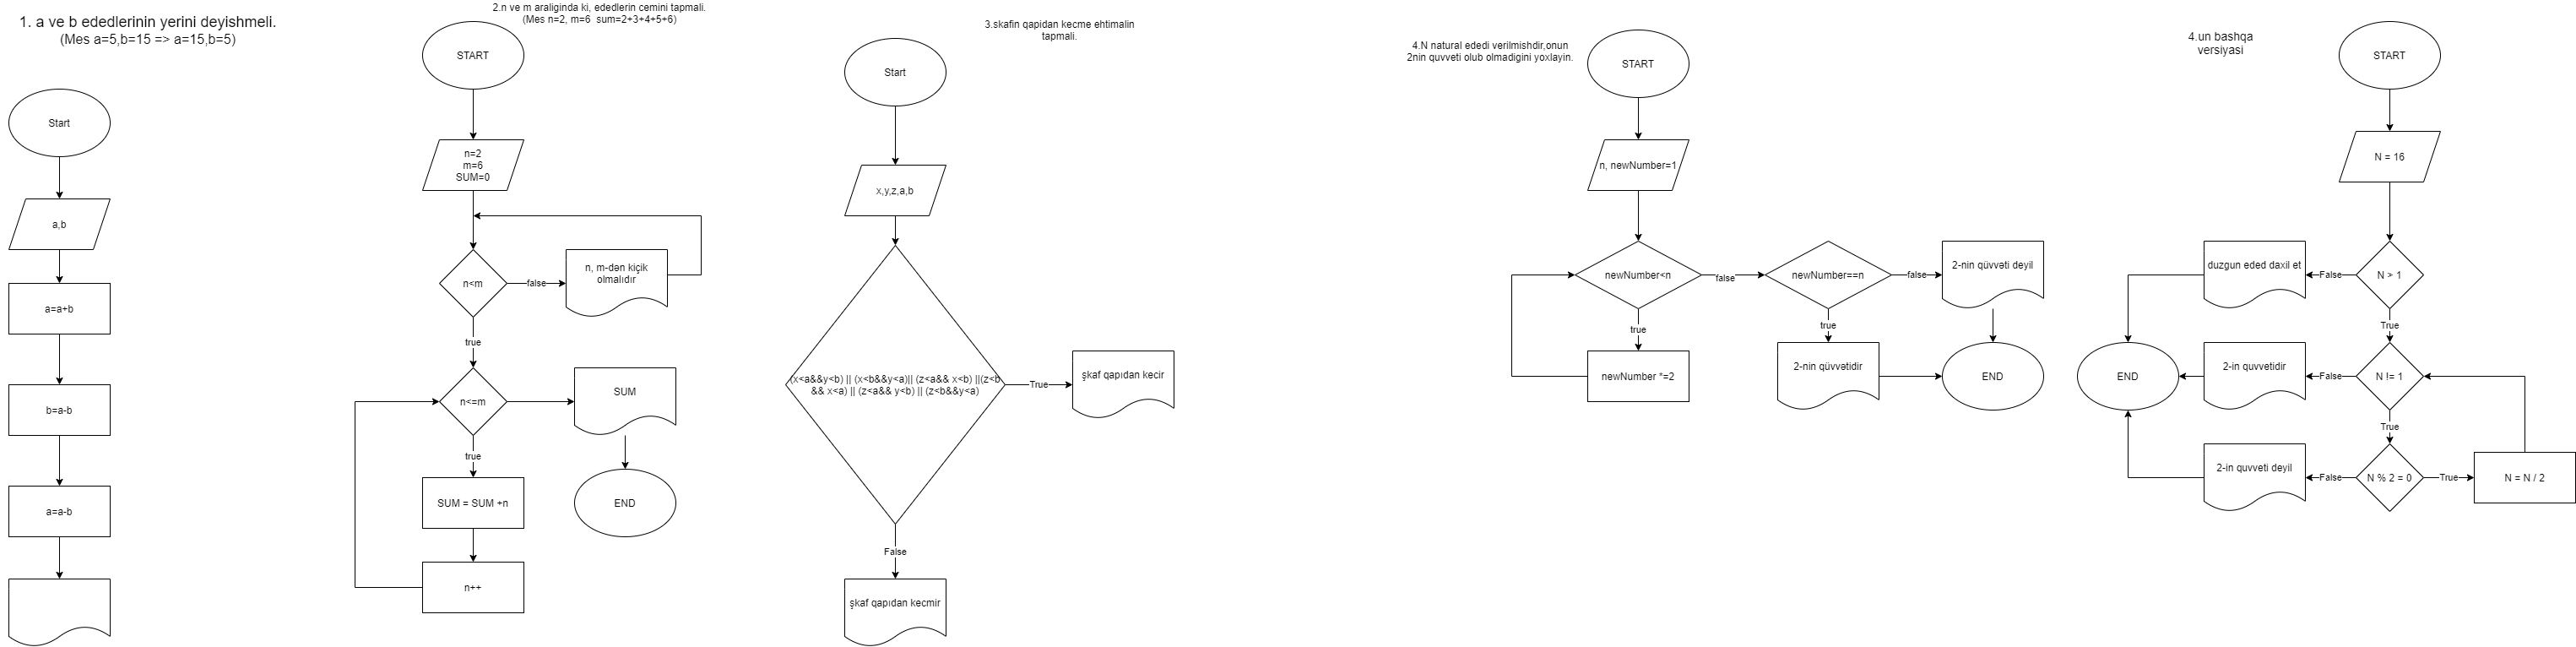 1. a ve b ededlerinin yerini deyishmeli.
(Mes a=5,b=15 => a=15,b=5)
Start
a,b
a=a+b
b=a-b
a=a-b
2.n ve m araliginda ki, ededlerin cemini tapmali.
(Mes n=2, m=6  sum=2+3+4+5+6)
START
n=2
m=6
SUM=0
n<m
false
n, m-dən kiçik
olmalıdır
true
n<=m
SUM
true
END
SUM = SUM +n
n++
3.skafin qapidan kecme ehtimalin
tapmali.
Start
x,y,z,a,b
(x<a&&y<b) || (x<b&&y<a)|| (z<a&& x<b) ||(z<b
&& x<a) || (z<a&& y<b) || (z<b&&y<a)
True
şkaf qapıdan kecir
False
şkaf qapıdan kecmir
4.N natural ededi verilmishdir,onun
2nin quvveti olub olmadigini yoxlayin.
START
n, newNumber=1
newNumber<n
false
newNumber==n
false
2-nin qüvvəti deyil
true
true
newNumber *=2
2-nin qüvvətidir
END
4.un bashqa
versiyasi
START
N = 16
duzgun eded daxil et
False
N > 1
True
END
2-in quvvetidir
False
N != 1
True
2-in quvveti deyil
False
N % 2 = 0
True
N = N / 2